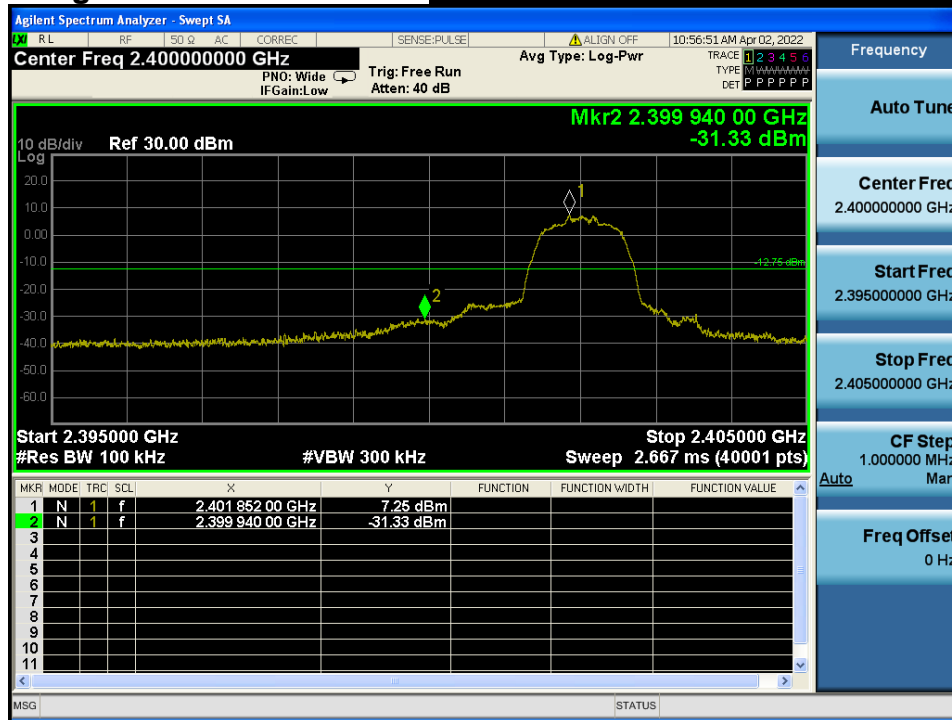 Agilent Spectrum Analyzer - Swept SA
LXI RL RF 50 Ω AC CORREC SENSE:PULSE ALIGN OFF 10:56:51 AM Apr 02, 2022
Center Freq 2.400000000 GHz Avg Type: Log-Pwr TRACE 1 2 3 4 5 6
PNO: Wide Trig: Free Run TYPE MWWWWW
IFGain:Low Atten: 40 dB DET P P P P P P
Mkr2 2.399 940 00 GHz
10 dB/div Ref 30.00 dBm -31.33 dBm
Log
20.0
1
10.0
0.00
-10.0
-12.75 dBm
-20.0
2
-30.0
-40.0
-50.0
-60.0
Start 2.395000 GHz Stop 2.405000 GHz
#Res BW 100 kHz #VBW 300 kHz Sweep 2.667 ms (40001 pts)
MKR MODE TRC SCL X Y FUNCTION FUNCTION WIDTH FUNCTION VALUE
1 N 1 f 2.401 852 00 GHz 7.25 dBm
2 N 1 f 2.399 940 00 GHz -31.33 dBm
3
4
5
6
7
8
9
10
11
MSG STATUS
Frequency
Auto Tune
Center Freq
2.400000000 GHz
Start Freq
2.395000000 GHz
Stop Freq
2.405000000 GHz
CF Step
1.000000 MHz
Auto Man
Freq Offset
0 Hz